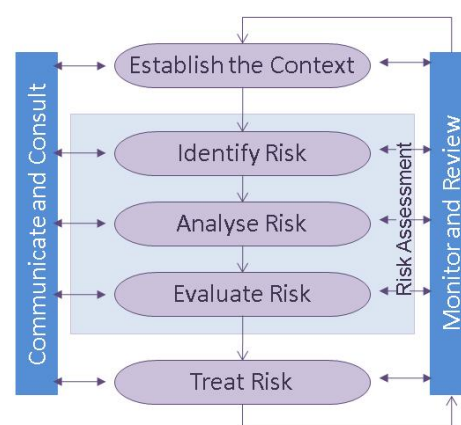 Establish the Context
Communicate and Consult
Identify Risk
Analyse Risk
Evaluate Risk
Risk Assessment
Monitor and Review
Treat Risk